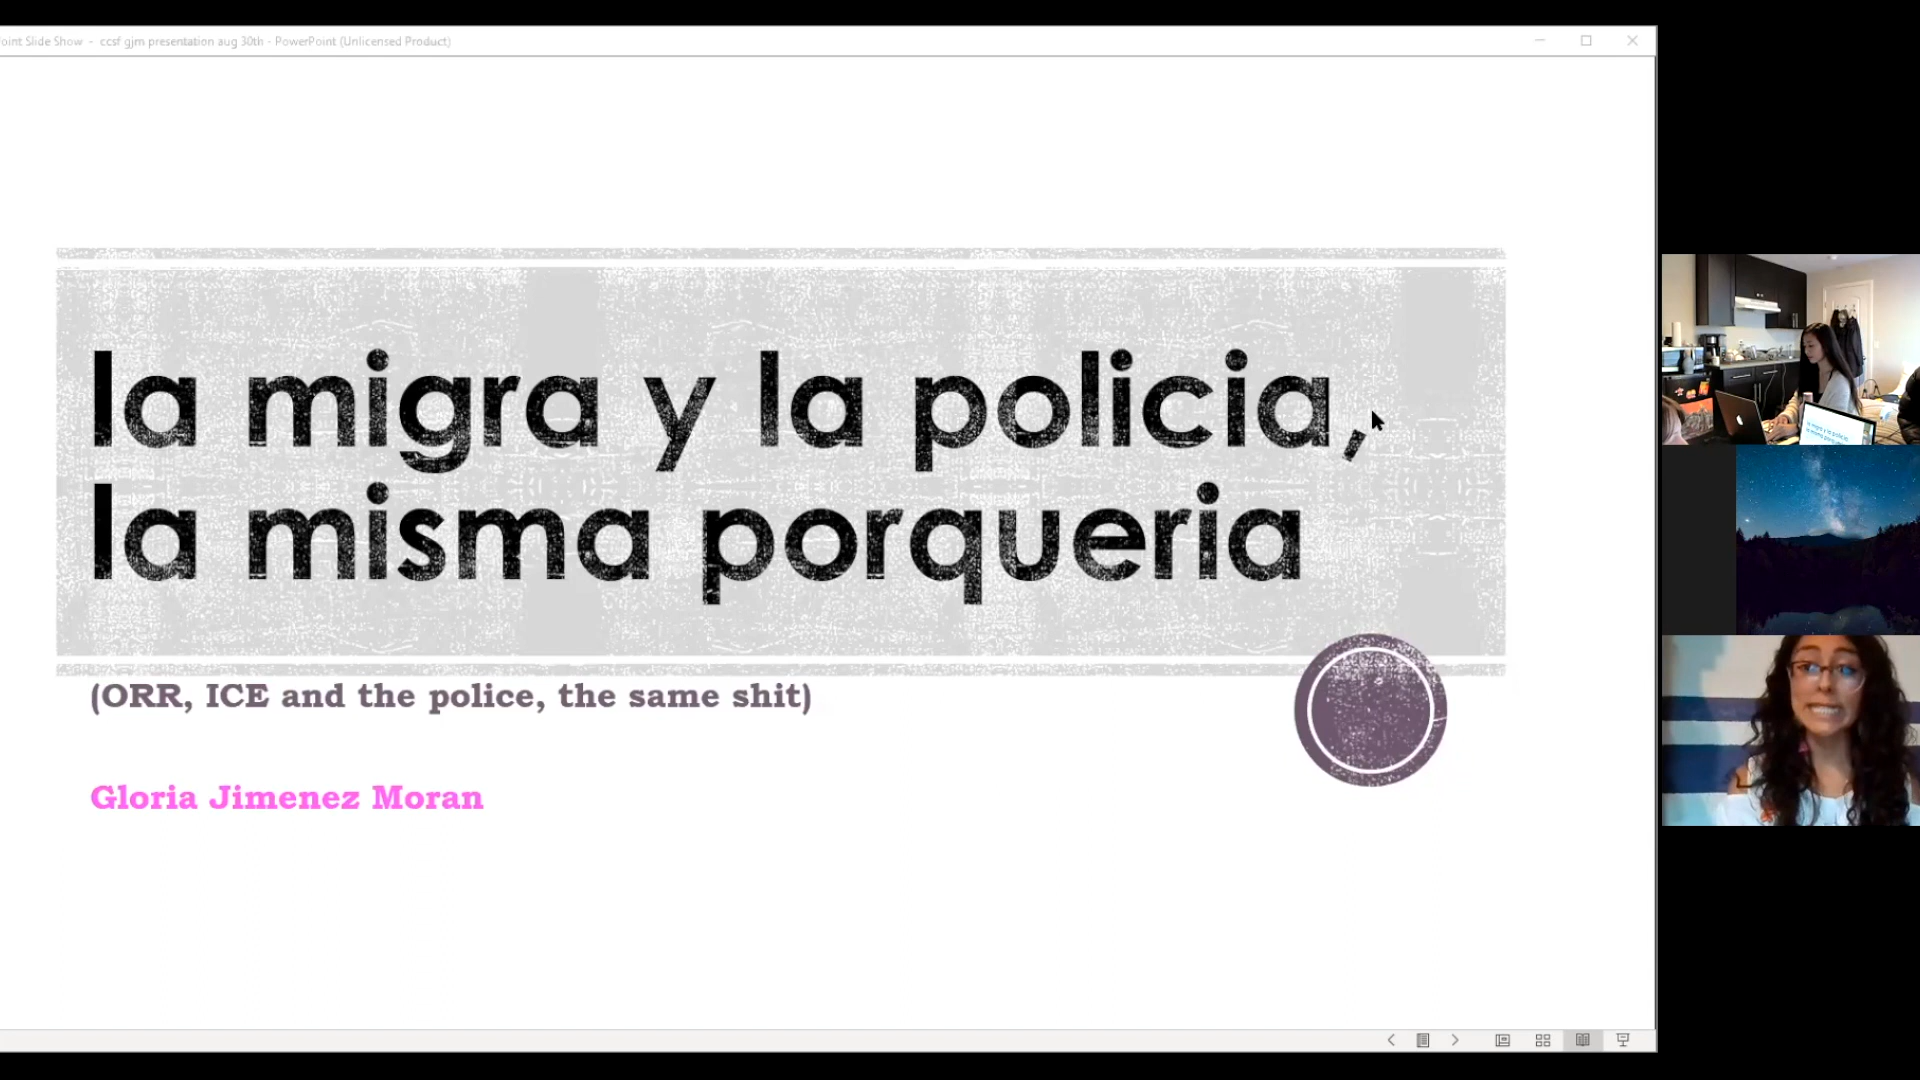 oint Slide Show - ccsf gjm presentation aug 30th - PowerPoint (Unlicensed Product)
la migra y la policia,
la misma porqueria
(ORR, ICE and the police, the same shit)
Gloria Jimenez Moran